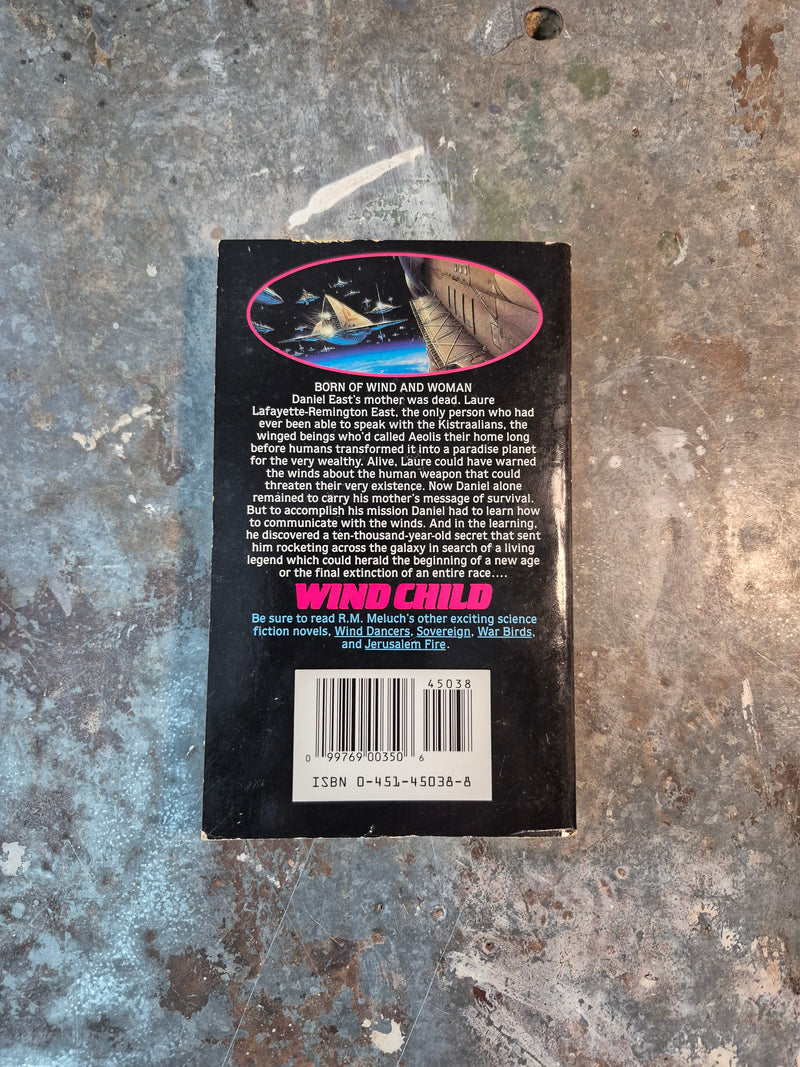 BORN OF WIND AND WOMAN
Daniel East's mother was dead. Laure
Lafayette-Remington East, the only person who had
ever been able to speak with the Kistraalians, the
winged beings who'd called Aeolis their home long
before humans transformed it into a paradise planet
for the very wealthy. Alive, Laure could have warned
the winds about the human weapon that could
threaten their very existence. Now Daniel alone
remained to carry his mother's message of survival.
But to accomplish his mission Daniel had to learn how
to communicate with the winds. And in the learning,
he discovered a ten-thousand-year-old secret that sent
him rocketing across the galaxy in search of a living
legend which could herald the beginning of a new age
or the final extinction of an entire race....
WIND CHILD
Be sure to read R.M. Meluch's other exciting science
fiction novels, Wind Dancers, Sovereign, War Birds,
and Jerusalem Fire.
45038
0 99769 00350 6
ISBN 0-451-45038-8